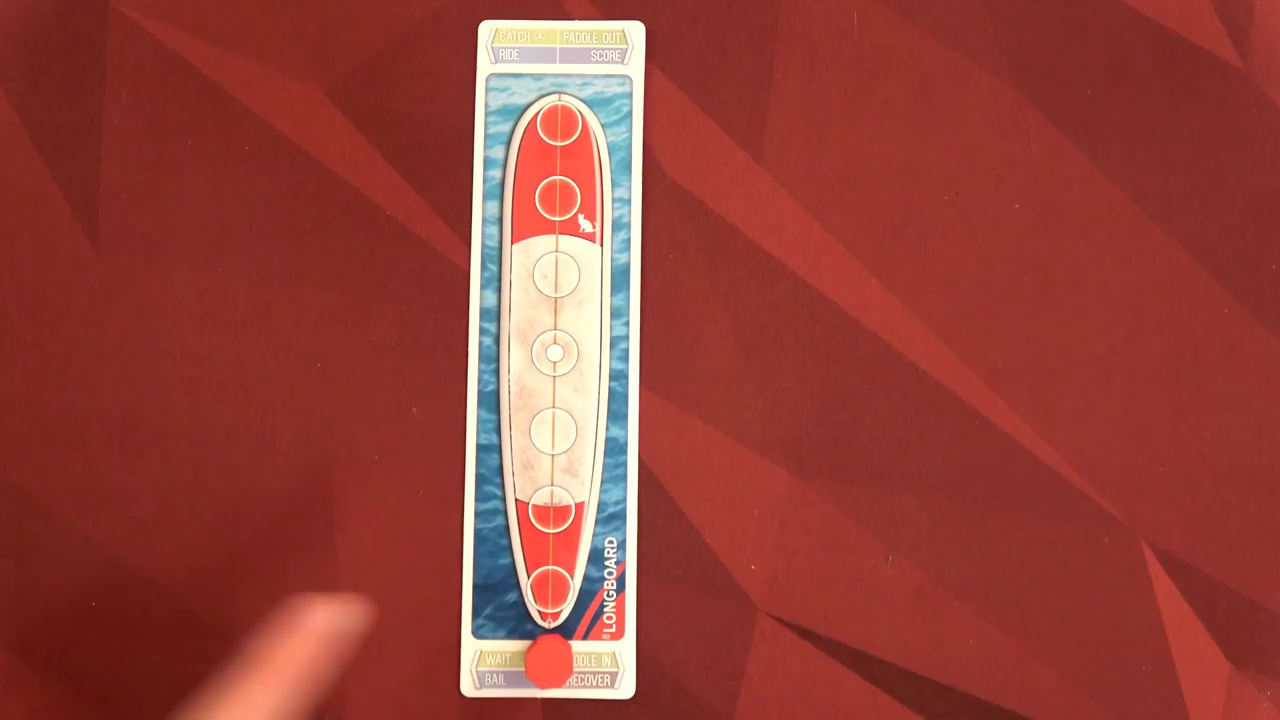 CATCH PADDLE OUT
RIDE SCORE
LONGBOARD
WAIT DDLE IN
BAIL RECOVER